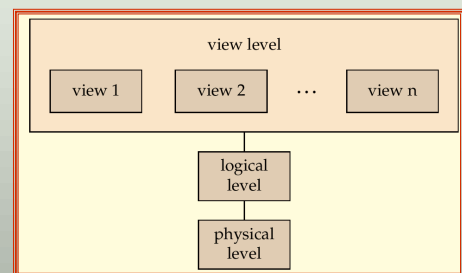 view level
view 1 view 2 ... view n
logical
level
physical
level